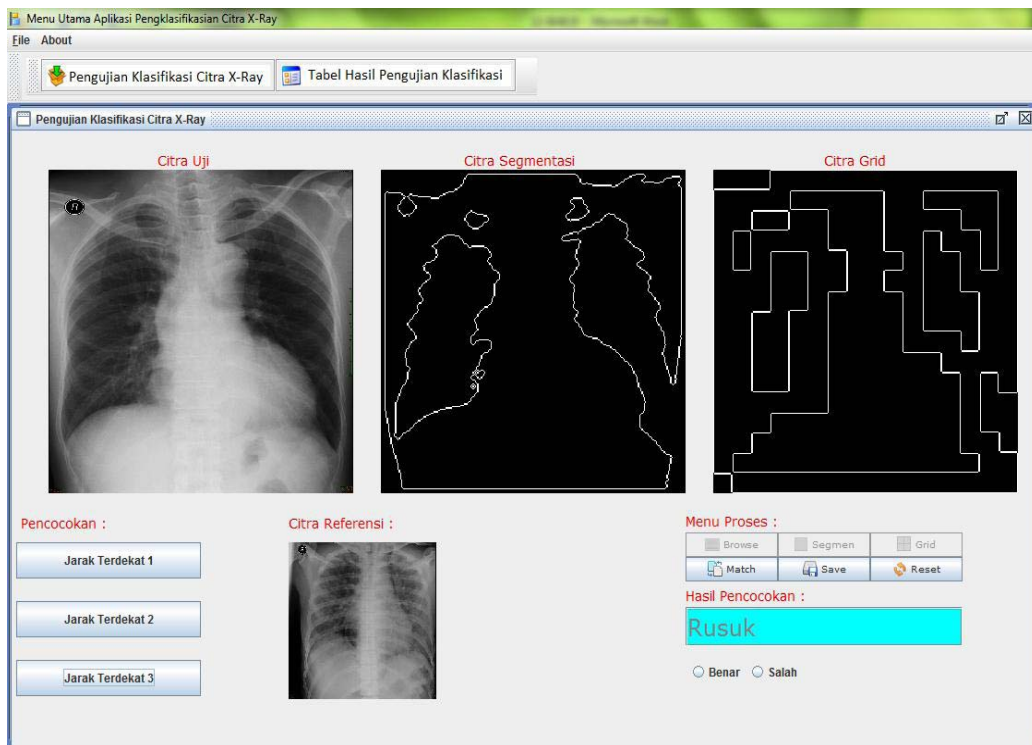 Menu Utama Aplikasi Pengklasifikasian Citra X-Ray
File About
Pengujian Klasifikasi Citra X-Ray Tabel Hasil Pengujian Klasifikasi
Pengujian Klasifikasi Citra X-Ray
Citra Uji Citra Segmentasi Citra Grid
Pencocokan : Citra Referensi : Menu Proses :
Browse Segmen Grid
Jarak Terdekat 1
Match Save Reset
Hasil Pencocokan :
Jarak Terdekat 2
Rusuk
Jarak Terdekat 3
Benar Salah